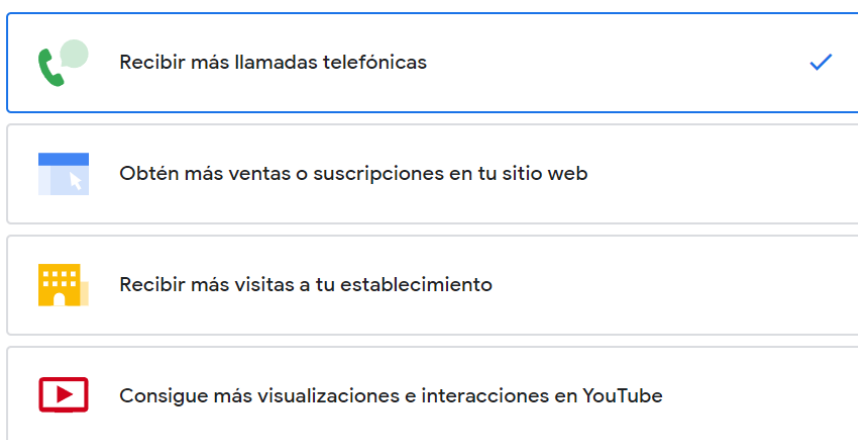 Recibir más llamadas telefónicas
Obtén más ventas o suscripciones en tu sitio web
Recibir más visitas a tu establecimiento
Consigue más visualizaciones e interacciones en YouTube